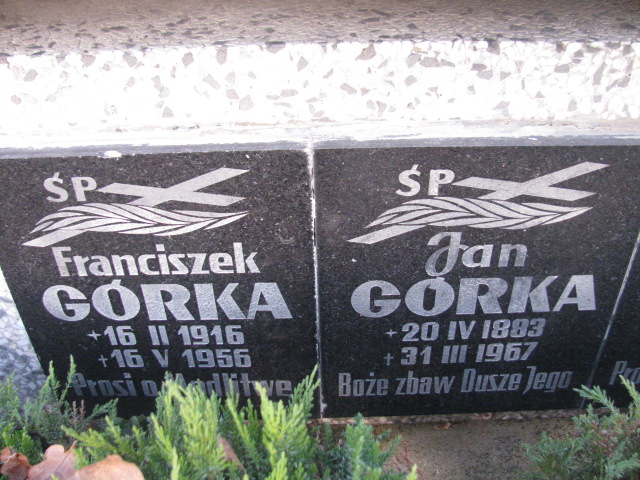 ŚP
Franciszek
GÓRKA
* 16 II 1916
+ 16 V 1956
Prosi o Modlitwę
ŚP
Jan
GÓRKA
* 20 IV 1883
+ 31 III 1967
Boże zbaw Duszę Jego